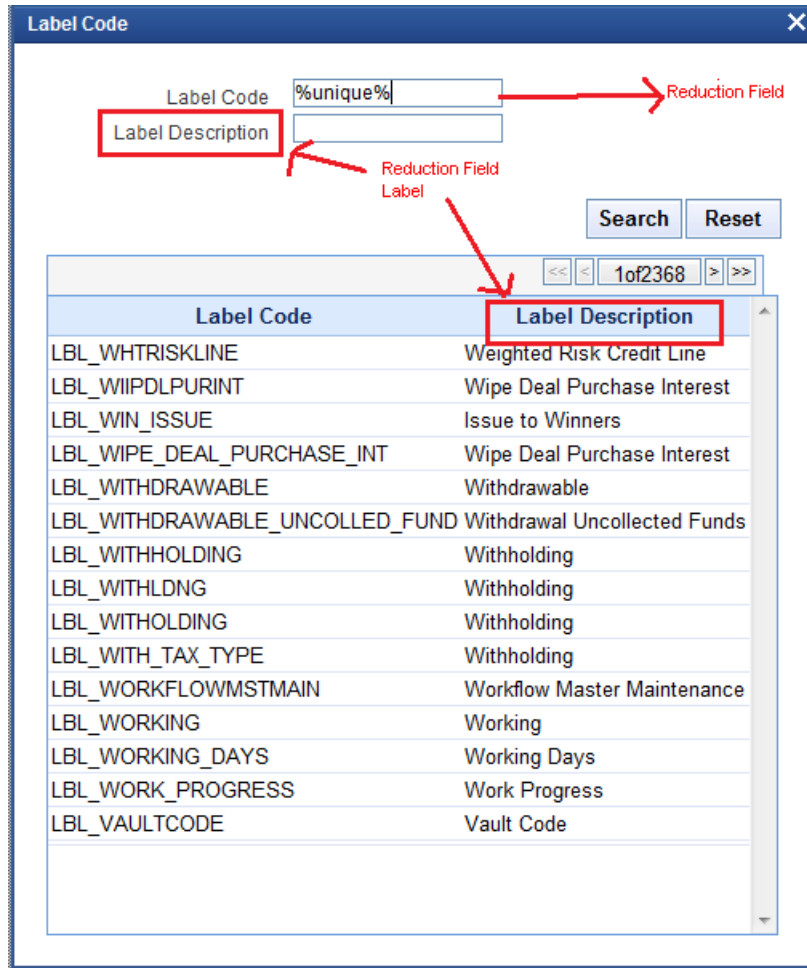 Label Code
Label Code %unique% Reduction Field
Label Description
Reduction Field
Label
Search Reset
<< < 1of2368 > >>
Label Code Label Description
LBL_WHTRISKLINE Weighted Risk Credit Line
LBL_WIIPDLPURINT Wipe Deal Purchase Interest
LBL_WIN_ISSUE Issue to Winners
LBL_WIPE_DEAL_PURCHASE_INT Wipe Deal Purchase Interest
LBL_WITHDRAWABLE Withdrawable
LBL_WITHDRAWABLE_UNCOLLED_FUND Withdrawal Uncollected Funds
LBL_WITHHOLDING Withholding
LBL_WITHLDNG Withholding
LBL_WITHOLDING Withholding
LBL_WITH_TAX_TYPE Withholding
LBL_WORKFLOWMSTMAIN Workflow Master Maintenance
LBL_WORKING Working
LBL_WORKING_DAYS Working Days
LBL_WORK_PROGRESS Work Progress
LBL_VAULTCODE Vault Code